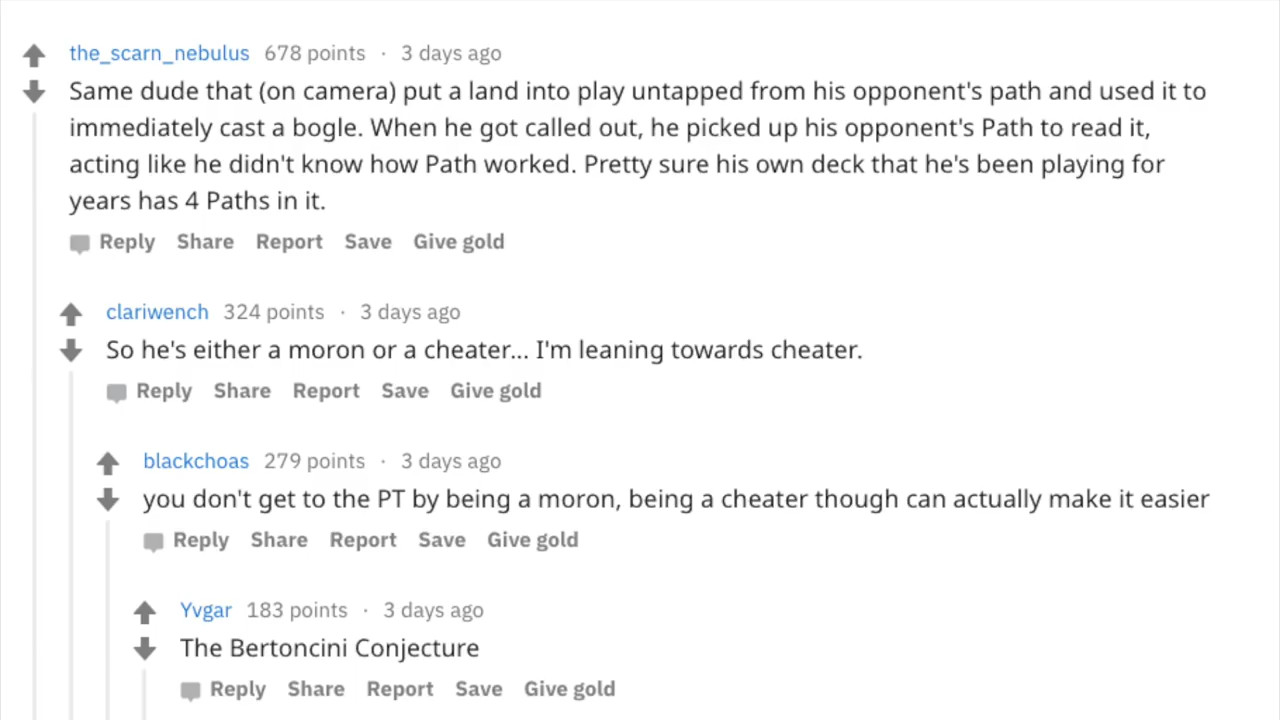 the_scarn_nebulus 678 points · 3 days ago
Same dude that (on camera) put a land into play untapped from his opponent's path and used it to
immediately cast a bogle. When he got called out, he picked up his opponent's Path to read it,
acting like he didn't know how Path worked. Pretty sure his own deck that he's been playing for
years has 4 Paths in it.
Reply Share Report Save Give gold
clariwench 324 points · 3 days ago
So he's either a moron or a cheater... I'm leaning towards cheater.
Reply Share Report Save Give gold
blackchoas 279 points · 3 days ago
you don't get to the PT by being a moron, being a cheater though can actually make it easier
Reply Share Report Save Give gold
Yvgar 183 points · 3 days ago
The Bertoncini Conjecture
Reply Share Report Save Give gold